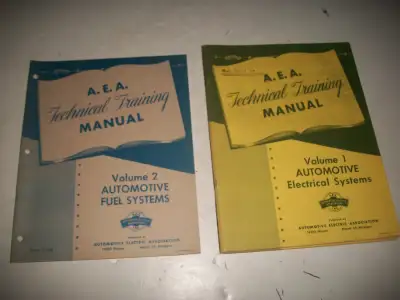 A. E. A.
Technical Training
MANUAL
Volume 2
AUTOMOTIVE
FUEL SYSTEMS
AUTOMOTIVE ELECTRIC ASSOCIATION
A. E. A.
Technical Training
MANUAL
Volume 1
AUTOMOTIVE
Electrical Systems
AUTOMOTIVE ELECTRIC ASSOCIATION